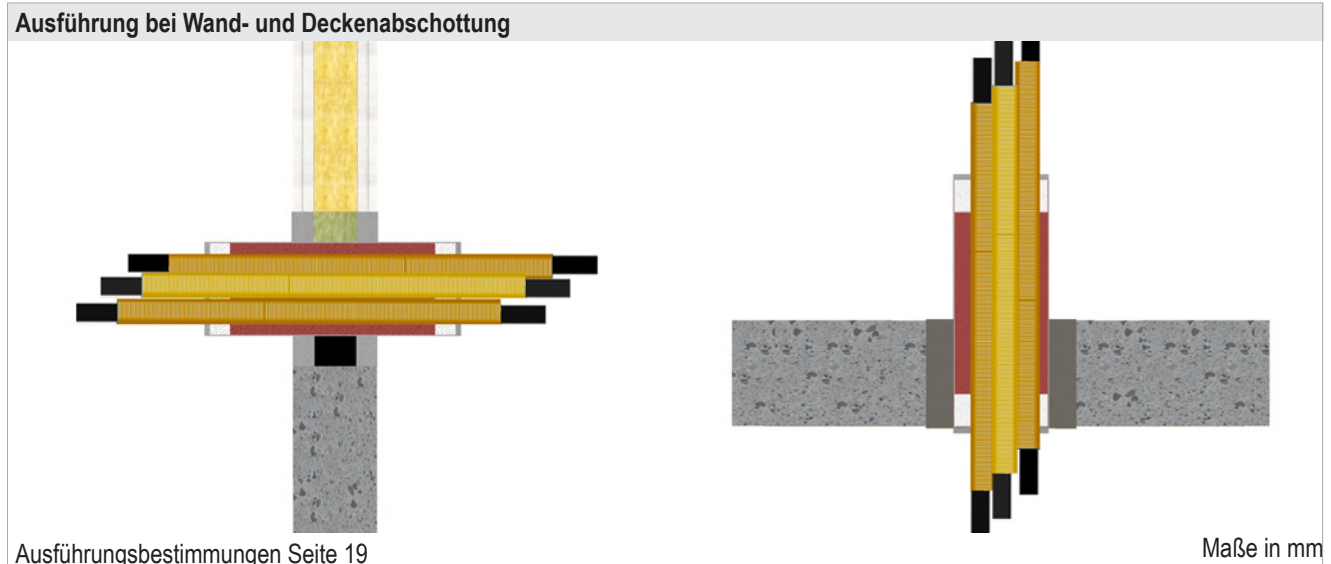 Ausführung bei Wand- und Deckenabschottung
Ausführungsbestimmungen Seite 19
Maße in mm